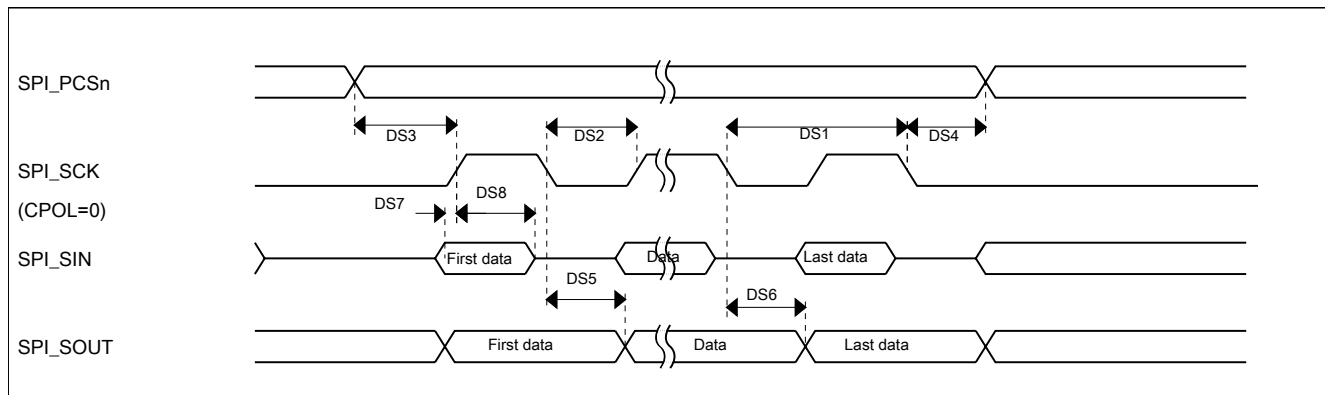 SPI_PCSn
DS3
DS2
DS1
DS4
SPI_SCK
(CPOL=0)
DS7
DS8
SPI_SIN
First data
Data
Last data
DS5
DS6
SPI_SOUT
First data
Data
Last data